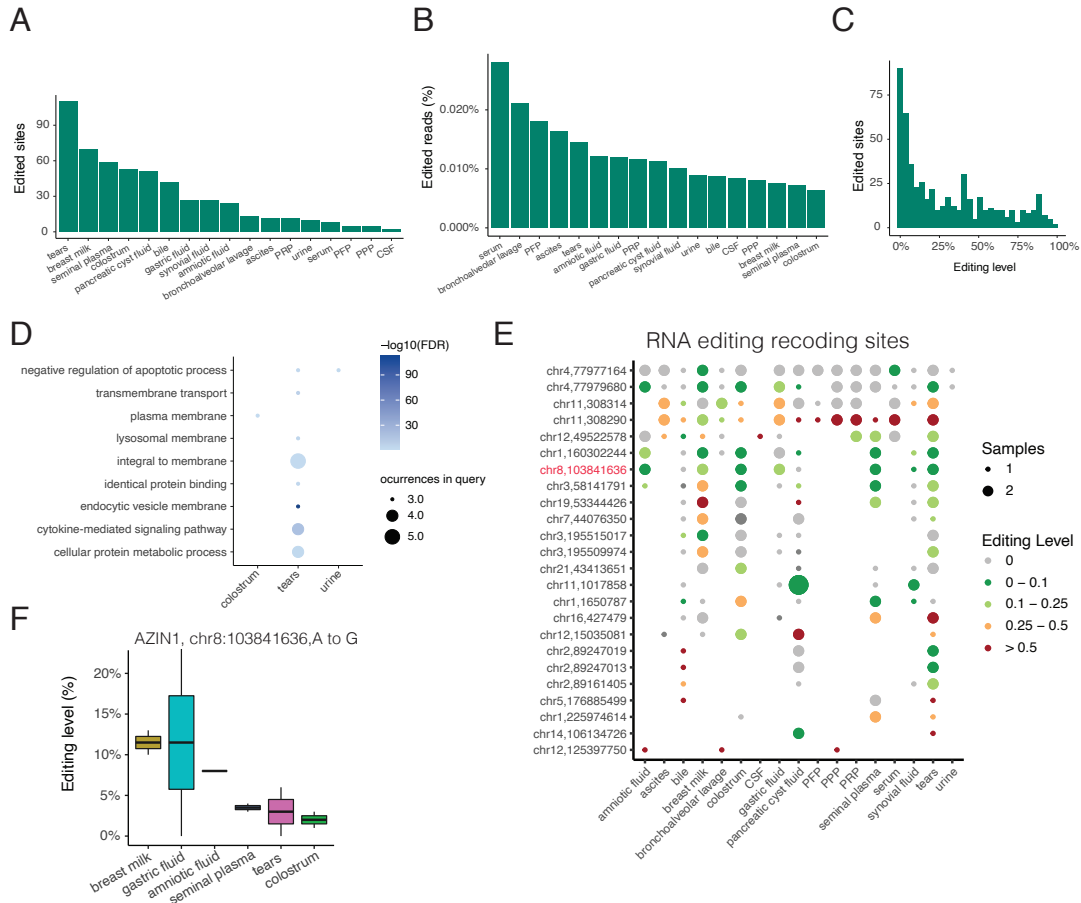 A
B
C
Edited sites
90
60
30
0
tears
breast milk
seminal plasma
colostrum
pancreatic cyst fluid
bile
gastric fluid
synovial fluid
amniotic fluid
bronchoalveolar lavage
ascites
PRP
urine
serum
PFP
PPP
CSF
Edited reads (%)
0.020%
0.010%
0.000%
serum
bronchoalveolar lavage
PFP
ascites
tears
amniotic fluid
gastric fluid
PRP
pancreatic cyst fluid
synovial fluid
urine
bile
CSF
PPP
breast milk
seminal plasma
colostrum
Edited sites
75
50
25
0
0%
25%
50%
75%
100%
Editing level
D
negative regulation of apoptotic process
transmembrane transport
plasma membrane
lysosomal membrane
integral to membrane
identical protein binding
endocytic vesicle membrane
cytokine-mediated signaling pathway
cellular protein metabolic process
colostrum
tears
urine
−log10(FDR)
90
60
30
ocurrences in query
3.0
4.0
5.0
E
RNA editing recoding sites
chr4,77977164
chr4,77979680
chr11,308314
chr11,308290
chr12,49522578
chr1,160302244
chr8,103841636
chr3,58141791
chr19,53344426
chr7,44076350
chr3,195515017
chr3,195509974
chr21,43413651
chr11,1017858
chr1,1650787
chr16,427479
chr12,15035081
chr2,89247019
chr2,89247013
chr2,89161405
chr5,176885499
chr1,225974614
chr14,106134726
chr12,125397750
amniotic fluid
ascites
bile
breast milk
bronchoalveolar lavage
colostrum
CSF
gastric fluid
pancreatic cyst fluid
PFP
PPP
PRP
seminal plasma
serum
synovial fluid
tears
urine
Samples
1
2
Editing Level
0
0 − 0.1
0.1 − 0.25
0.25 − 0.5
> 0.5
F
AZIN1, chr8:103841636,A to G
Editing level (%)
20%
15%
10%
5%
0%
breast milk
gastric fluid
amniotic fluid
seminal plasma
tears
colostrum